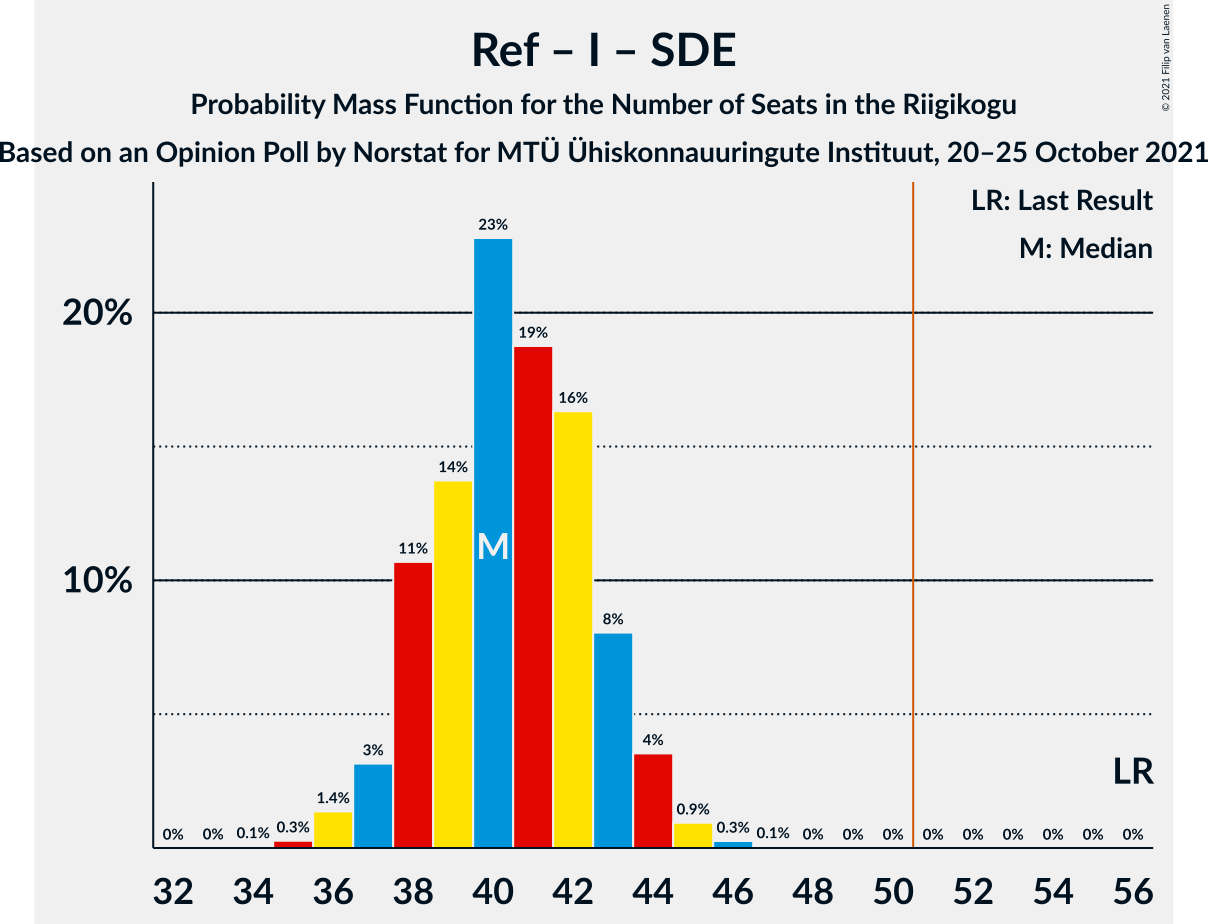 Ref – I – SDE
Probability Mass Function for the Number of Seats in the Riigikogu
Based on an Opinion Poll by Norstat for MTÜ Ühiskonnauuringute Instituut, 20–25 October 2021
© 2021 Filip van Laenen
LR: Last Result
M: Median
20%
10%
0% 0% 0.1% 0.3% 1.4% 3% 11% 14% 23% 19% 16% 8% 4% 0.9% 0.3% 0.1% 0% 0% 0% 0% 0% 0% 0% 0% 0%
M
LR
32 34 36 38 40 42 44 46 48 50 52 54 56